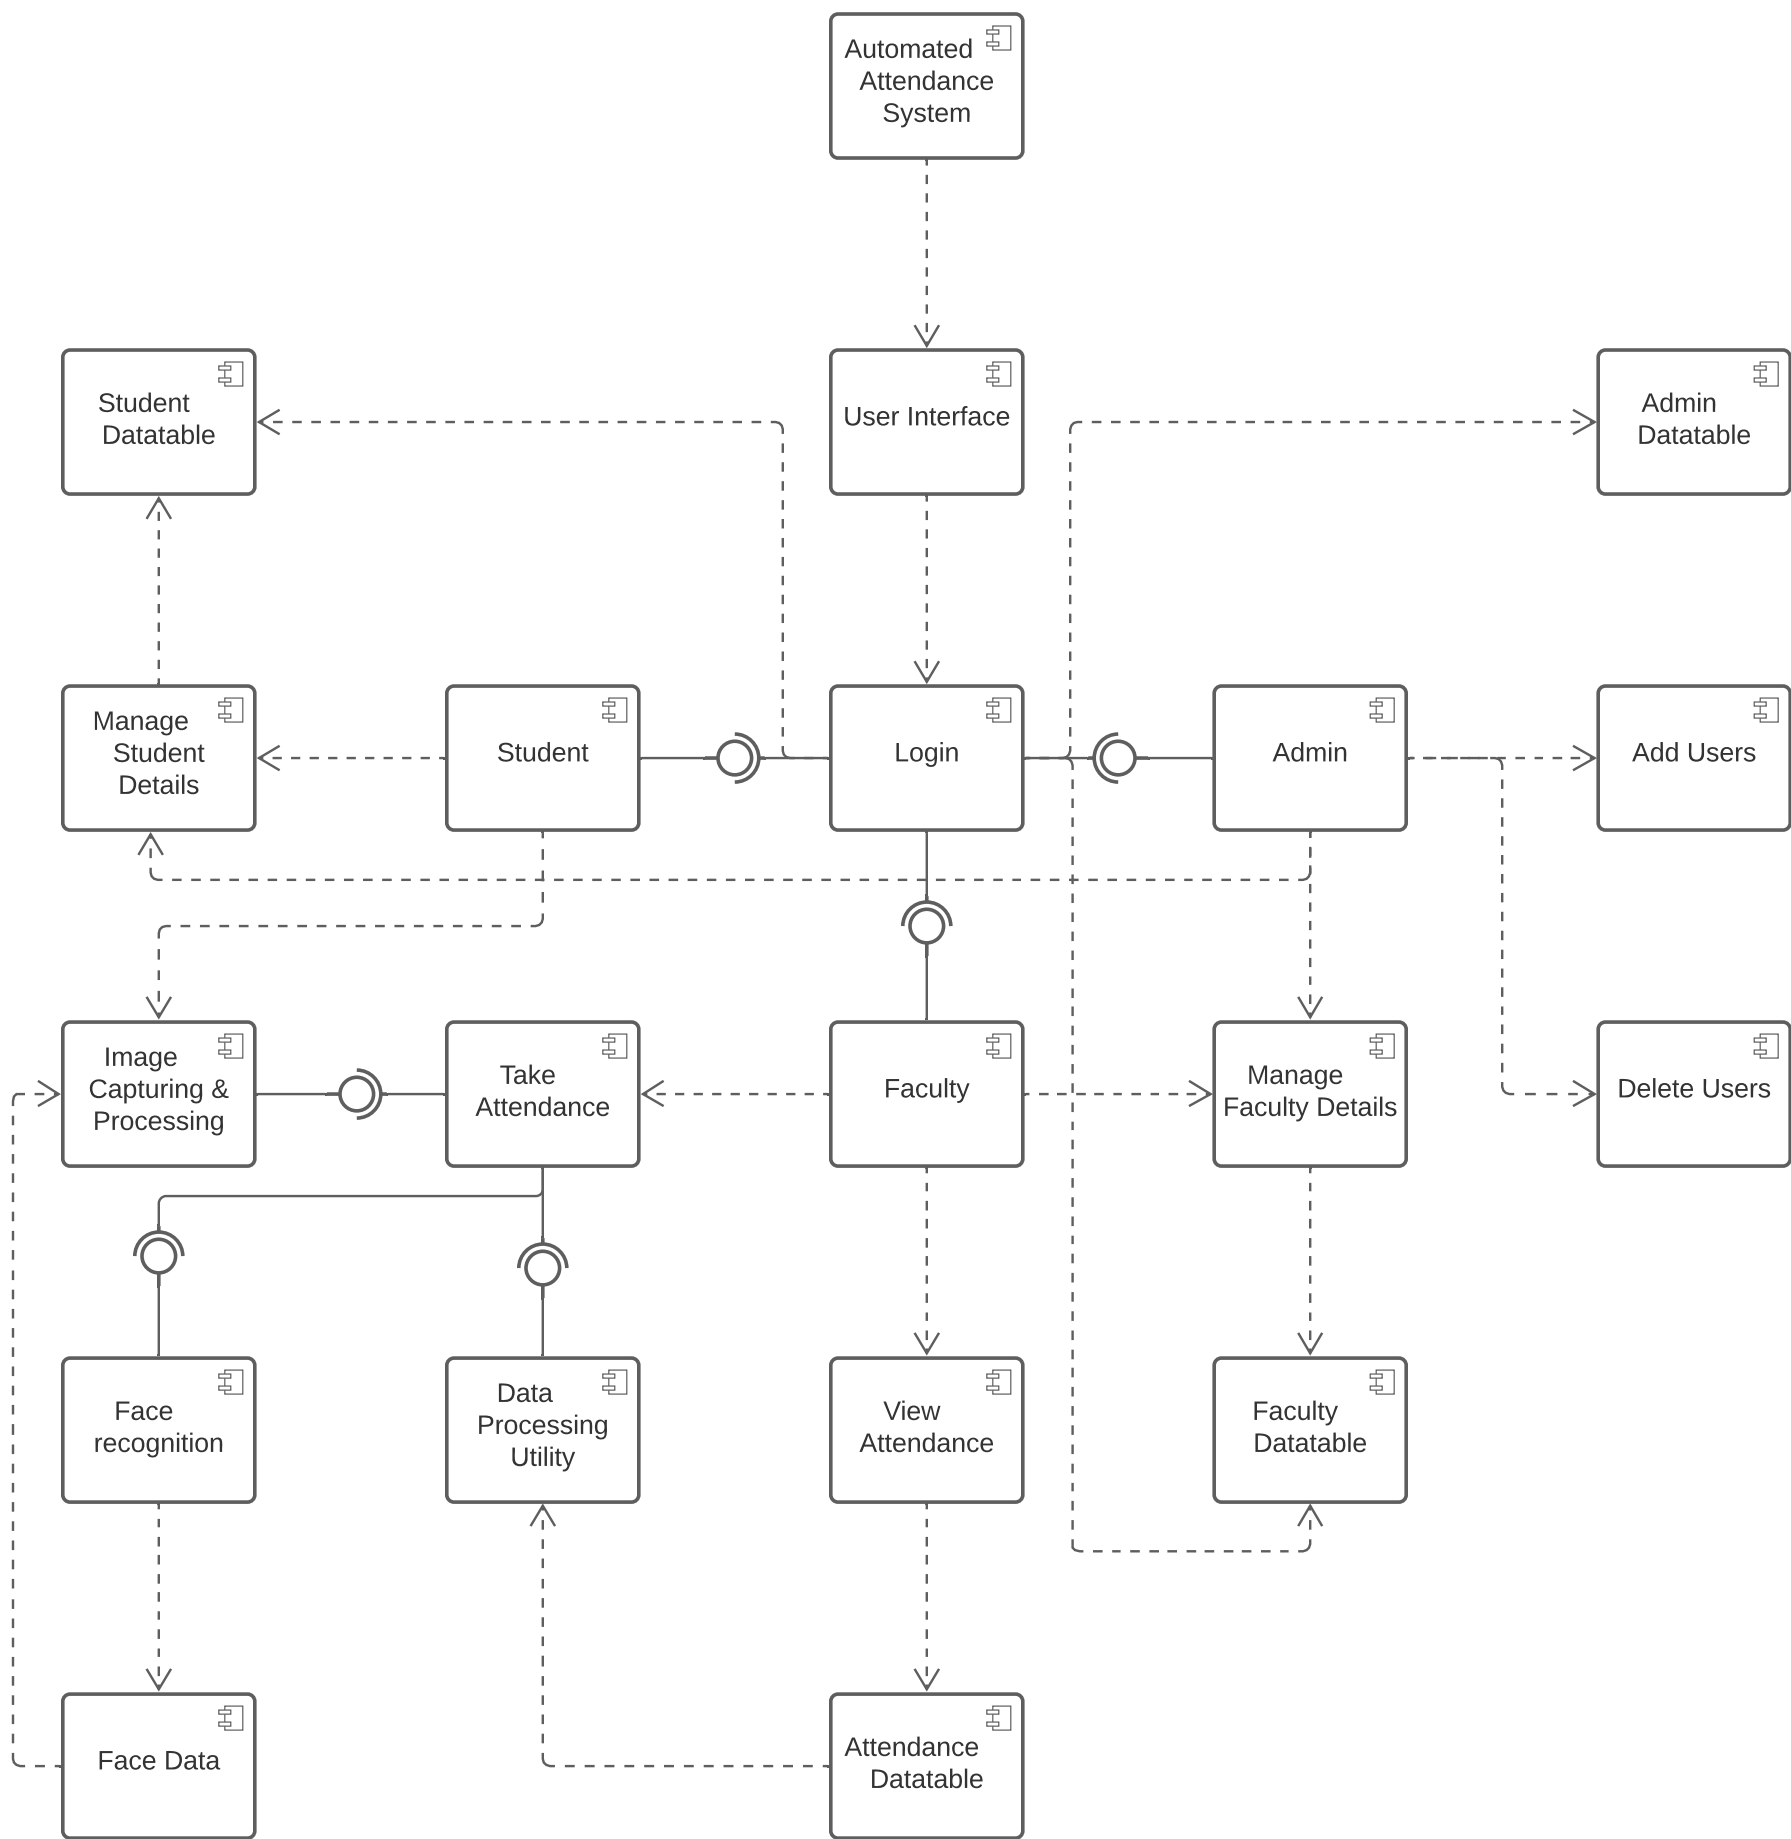 Automated
Attendance
System
Student
Datatable
User Interface
Admin
Datatable
Manage
Student
Details
Student
Login
Admin
Add Users
Image
Capturing &
Processing
Take
Attendance
Faculty
Manage
Faculty Details
Delete Users
Face
recognition
Data
Processing
Utility
View
Attendance
Faculty
Datatable
Face Data
Attendance
Datatable